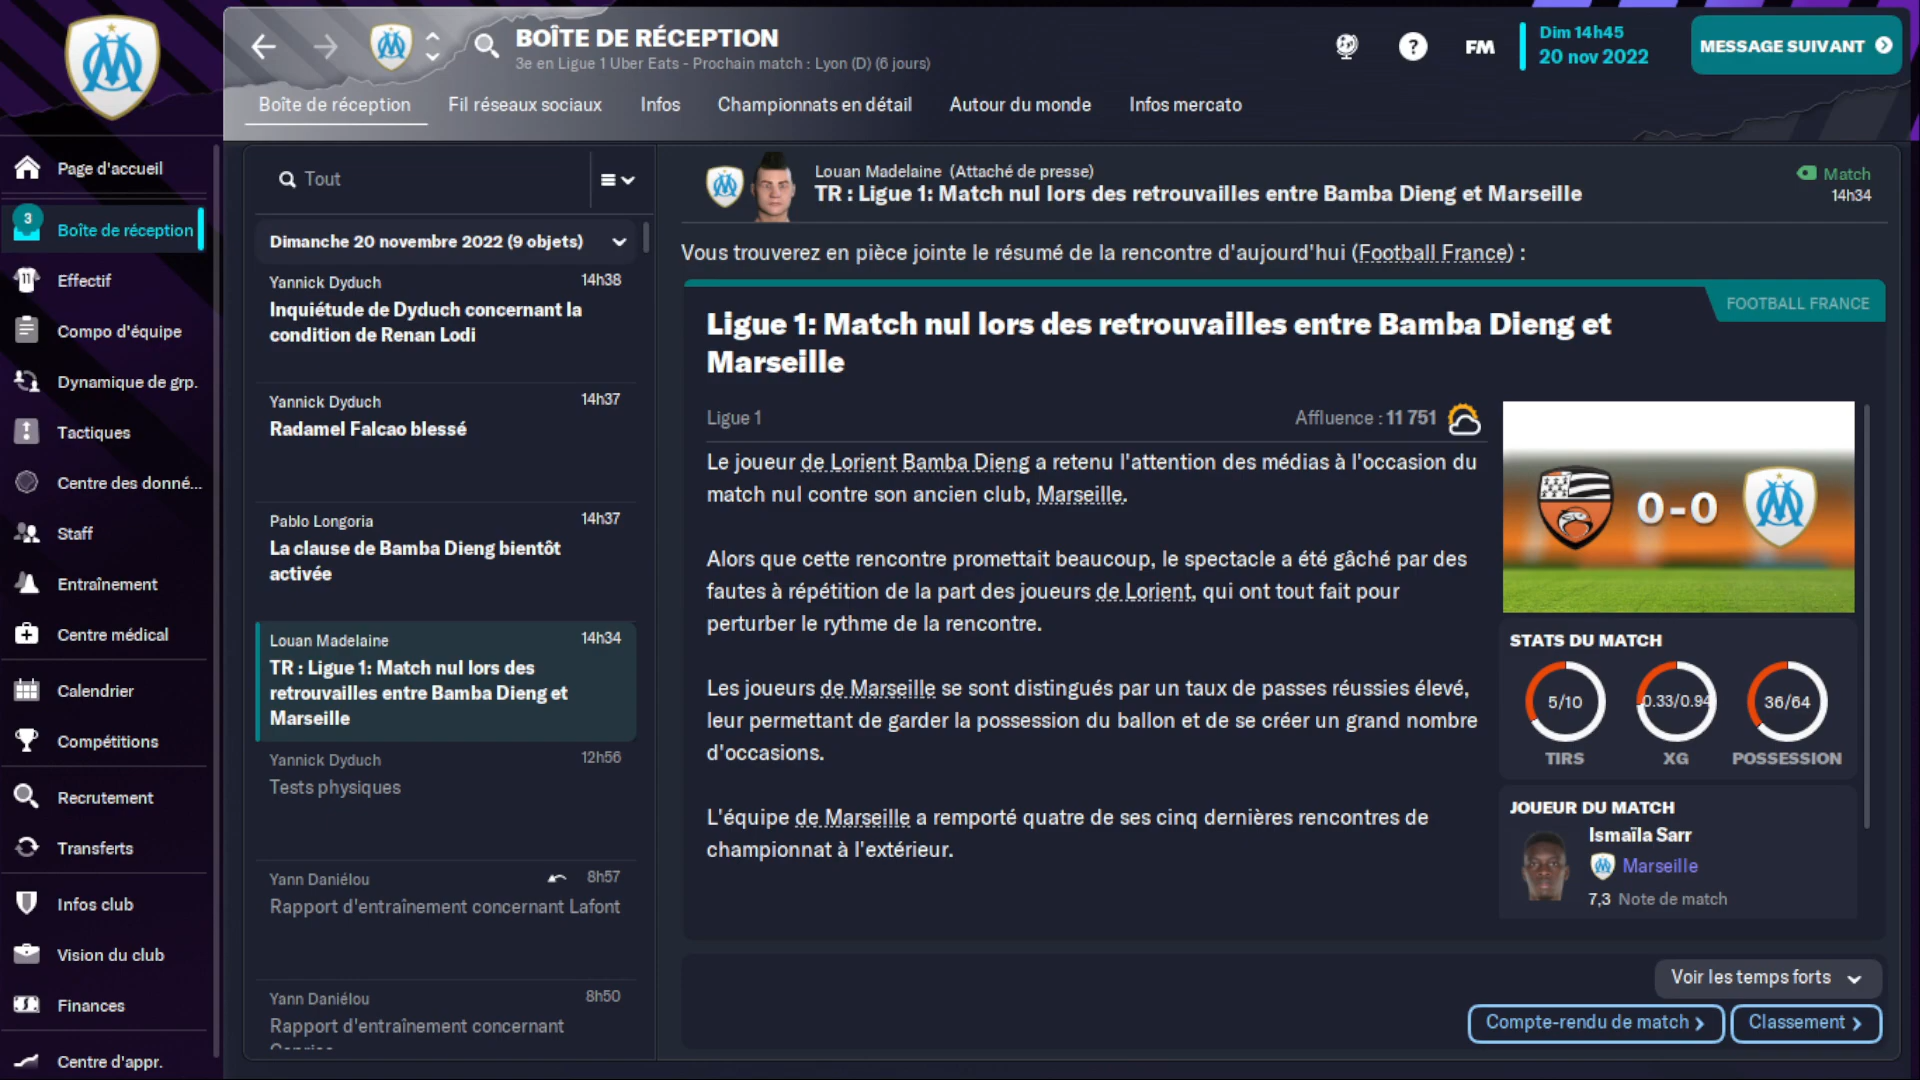 BOÎTE DE RÉCEPTION
3e en Ligue 1 Uber Eats - Prochain match : Lyon (D) (6 jours)
?
FM
Dim 14h45
20 nov 2022
MESSAGE SUIVANT
Boîte de réception
Fil réseaux sociaux
Infos
Championnats en détail
Autour du monde
Infos mercato
Page d'accueil
3
Boîte de réception
11
Effectif
Compo d'équipe
Dynamique de grp.
Tactiques
Centre des donné...
Staff
Entraînement
Centre médical
Calendrier
Compétitions
Recrutement
Transferts
Infos club
Vision du club
Finances
Centre d'appr.
Tout
Dimanche 20 novembre 2022 (9 objets)
Yannick Dyduch
14h38
Inquiétude de Dyduch concernant la
condition de Renan Lodi
Yannick Dyduch
14h37
Radamel Falcao blessé
Pablo Longoria
14h37
La clause de Bamba Dieng bientôt
activée
Louan Madelaine
14h34
TR : Ligue 1: Match nul lors des
retrouvailles entre Bamba Dieng et
Marseille
Yannick Dyduch
12h56
Tests physiques
Yann Daniélou
8h57
Rapport d'entraînement concernant Lafont
Yann Daniélou
8h50
Rapport d'entraînement concernant
Louan Madelaine (Attaché de presse)
TR : Ligue 1: Match nul lors des retrouvailles entre Bamba Dieng et Marseille
Match
14h34
Vous trouverez en pièce jointe le résumé de la rencontre d'aujourd'hui (Football France) :
FOOTBALL FRANCE
Ligue 1: Match nul lors des retrouvailles entre Bamba Dieng et
Marseille
Ligue 1
Affluence : 11 751
Le joueur de Lorient Bamba Dieng a retenu l'attention des médias à l'occasion du
match nul contre son ancien club, Marseille.
Alors que cette rencontre promettait beaucoup, le spectacle a été gâché par des
fautes à répétition de la part des joueurs de Lorient, qui ont tout fait pour
perturber le rythme de la rencontre.
Les joueurs de Marseille se sont distingués par un taux de passes réussies élevé,
leur permettant de garder la possession du ballon et de se créer un grand nombre
d'occasions.
L'équipe de Marseille a remporté quatre de ses cinq dernières rencontres de
championnat à l'extérieur.
0-0
STATS DU MATCH
5/10
0.33/0.94
36/64
TIRS
XG
POSSESSION
JOUEUR DU MATCH
Ismaïla Sarr
Marseille
7,3 Note de match
Voir les temps forts
Compte-rendu de match
Classement